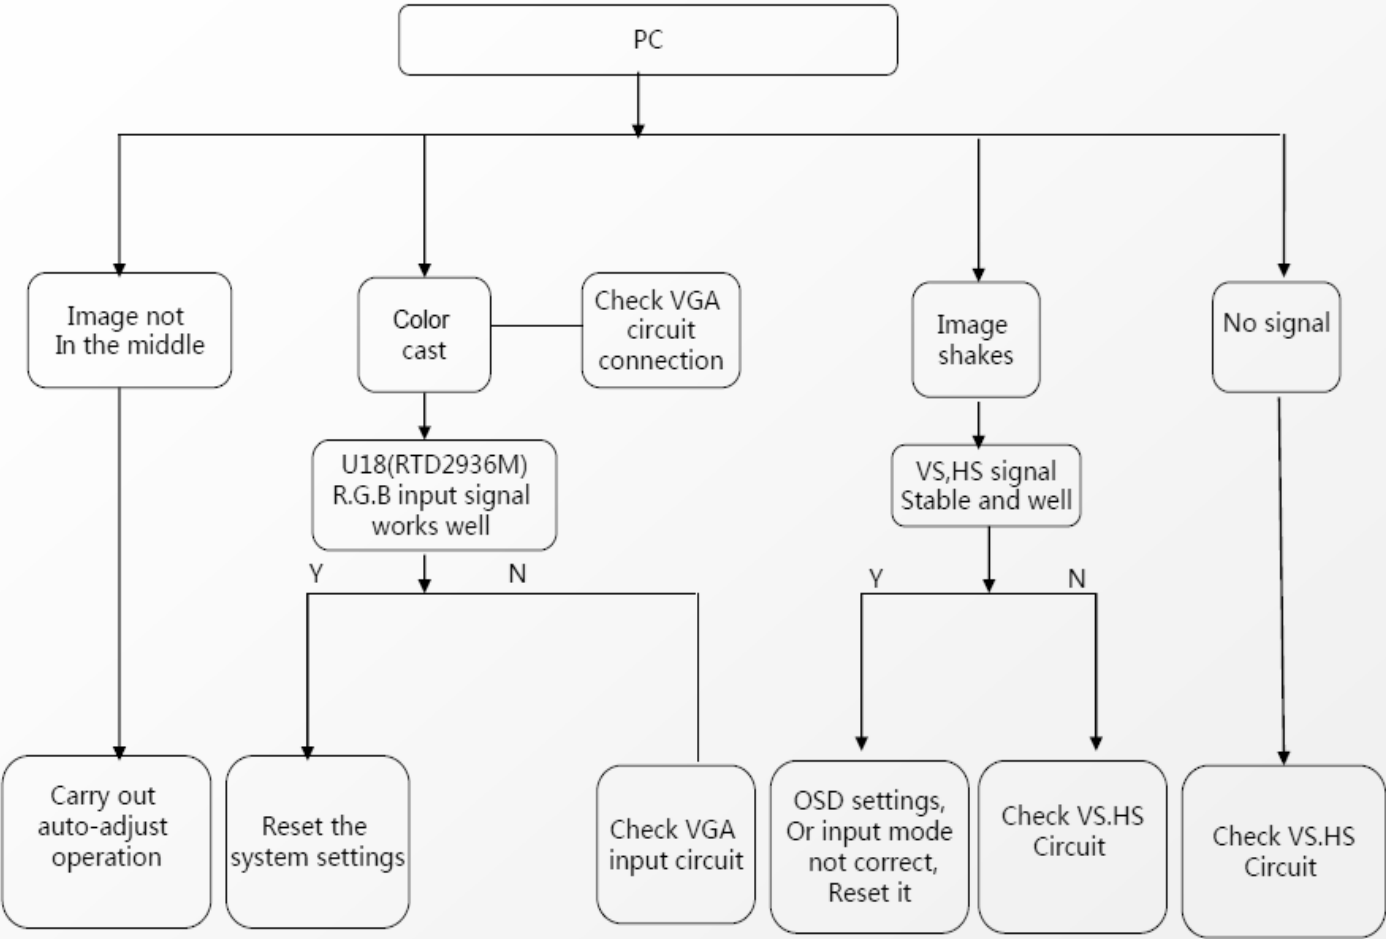 PC
Image not
In the middle
Color
cast
Check VGA
circuit
connection
Image
shakes
No signal
U18(RTD2936M)
R.G.B input signal
works well
VS,HS signal
Stable and well
Y
N
Y
N
Carry out
auto-adjust
operation
Reset the
system settings
Check VGA
input circuit
OSD settings,
Or input mode
not correct,
Reset it
Check VS.HS
Circuit
Check VS.HS
Circuit